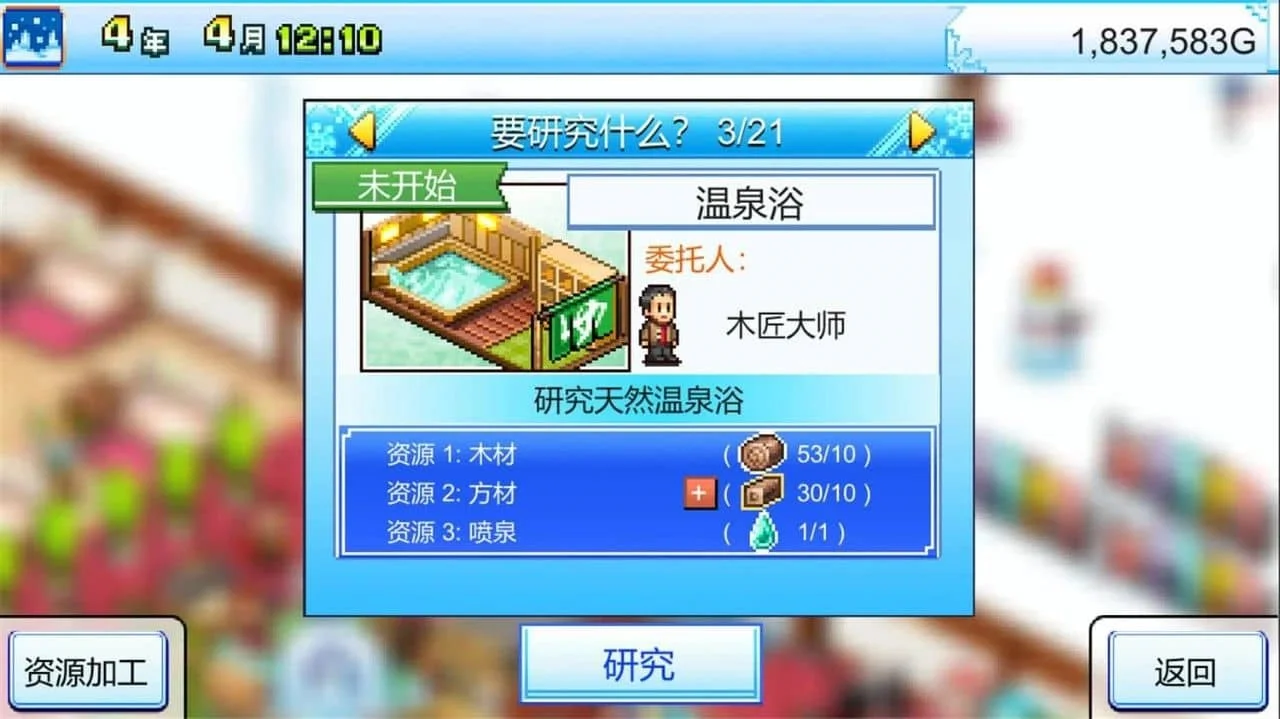 4年 4月 12:10
1,837,583G
要研究什么? 3/21
未开始
温泉浴
委托人:
木匠大师
研究天然温泉浴
资源 1: 木材 ( 53/10 )
资源 2: 方材 + ( 30/10 )
资源 3: 喷泉 ( 1/1 )
资源加工
研究
返回